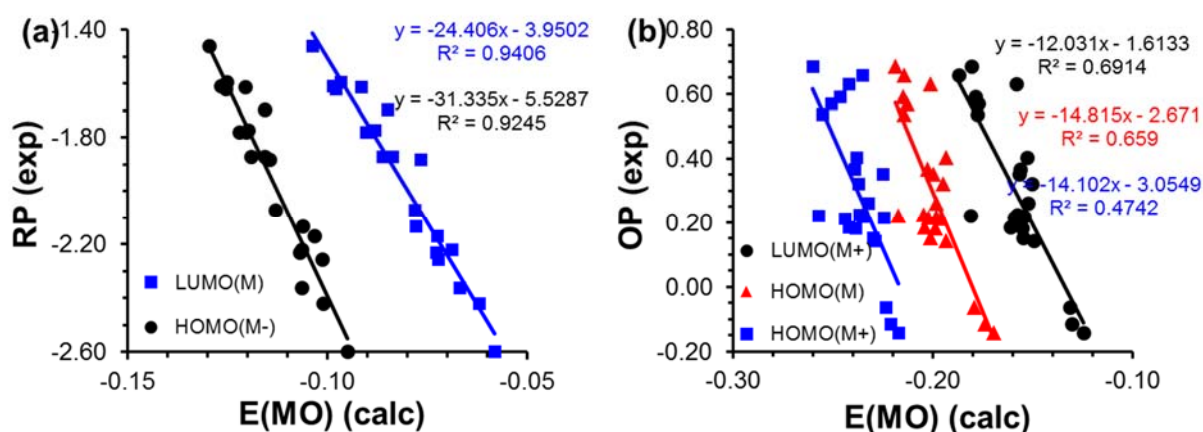 (a)
-1.40
y = -24.406x - 3.9502
R² = 0.9406
y = -31.335x - 5.5287
R² = 0.9245
-1.80
-2.20
-2.60
RP (exp)
LUMO(M)
HOMO(M-)
-0.15
-0.10
-0.05
E(MO) (calc)
(b)
0.80
y = -12.031x - 1.6133
R² = 0.6914
0.60
y = -14.815x - 2.671
R² = 0.659
0.40
y = -14.102x - 3.0549
R² = 0.4742
0.20
0.00
-0.20
OP (exp)
LUMO(M+)
HOMO(M)
HOMO(M+)
-0.30
-0.20
-0.10
E(MO) (calc)